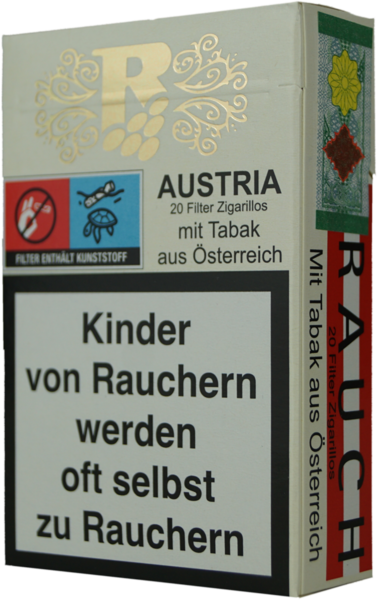 R
AUSTRIA
20 Filter Zigarillos
mit Tabak
aus Österreich
FILTER ENTHÄLT KUNSTSTOFF
Kinder
von Rauchern
werden
oft selbst
zu Rauchern
RAUCH
20 Filter Zigarillos
Mit Tabak aus Österreich